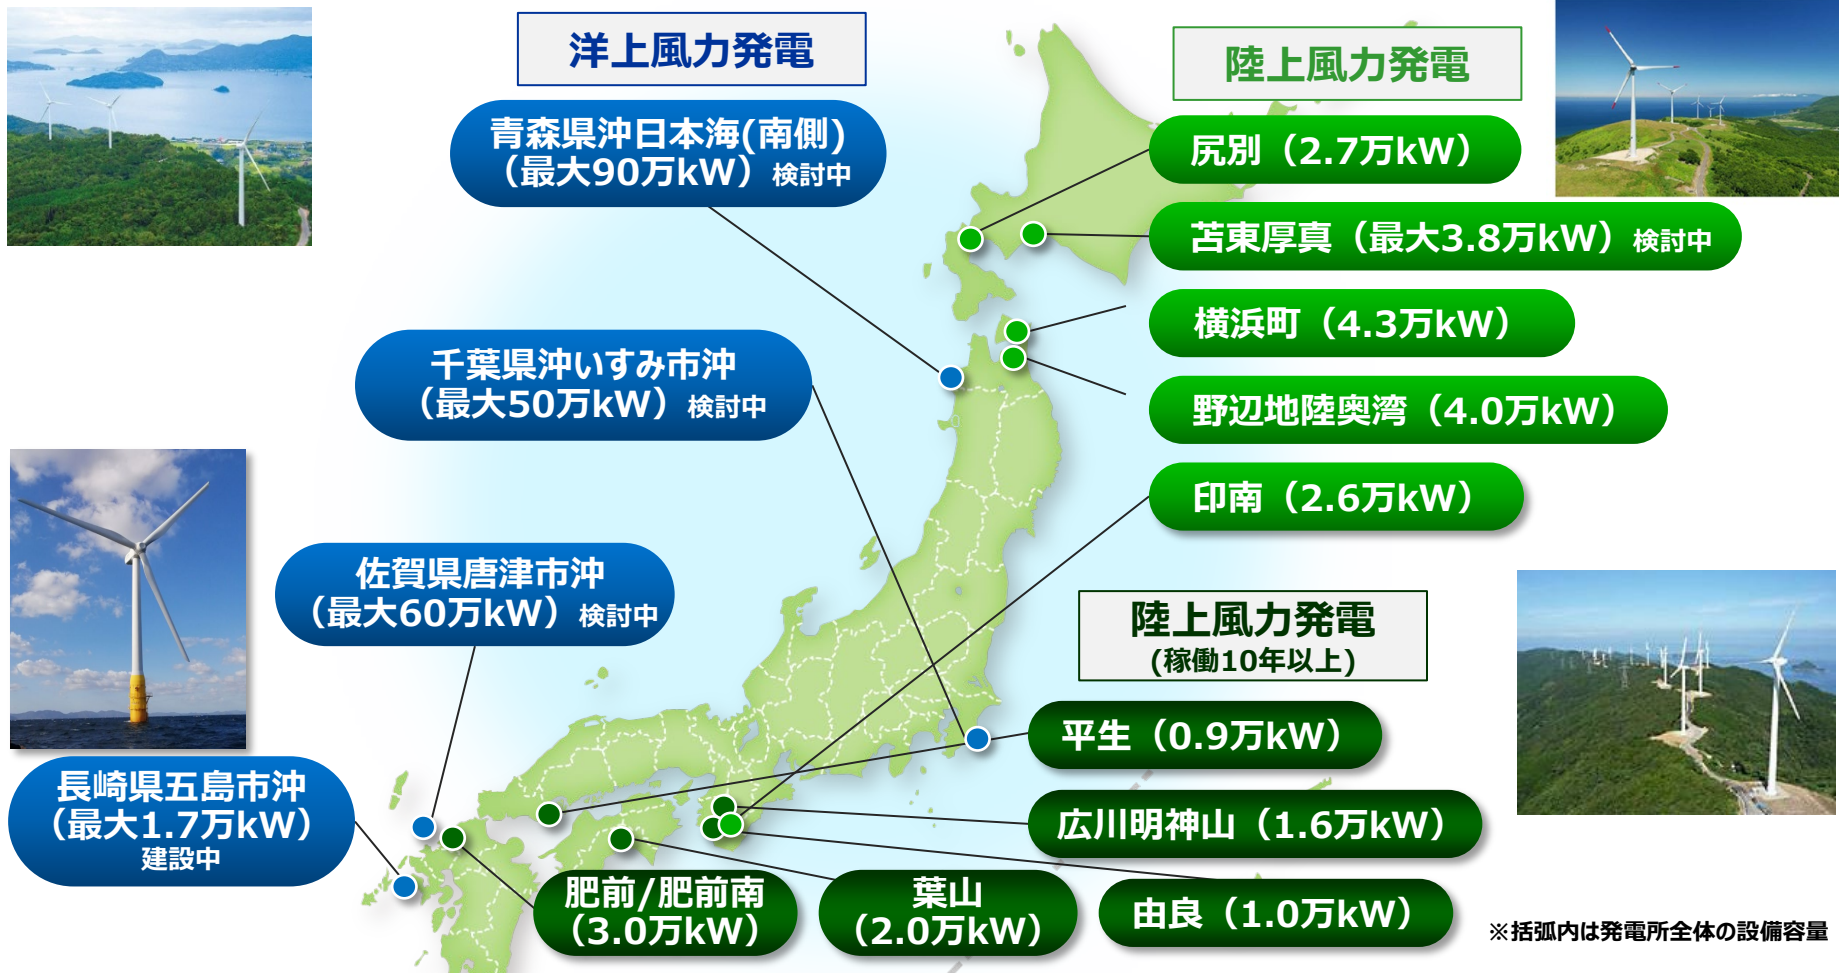 洋上風力発電
青森県沖日本海(南側)
（最大90万kW）検討中
千葉県沖いすみ市沖
（最大50万kW）検討中
佐賀県唐津市沖
（最大60万kW）検討中
長崎県五島市沖
（最大1.7万kW）
建設中
陸上風力発電
尻別（2.7万kW）
苫東厚真（最大3.8万kW）検討中
横浜町（4.3万kW）
野辺地陸奥湾（4.0万kW）
印南（2.6万kW）
陸上風力発電
(稼働10年以上)
平生（0.9万kW）
広川明神山（1.6万kW）
由良（1.0万kW）
葉山
（2.0万kW）
肥前/肥前南
（3.0万kW）
※括弧内は発電所全体の設備容量